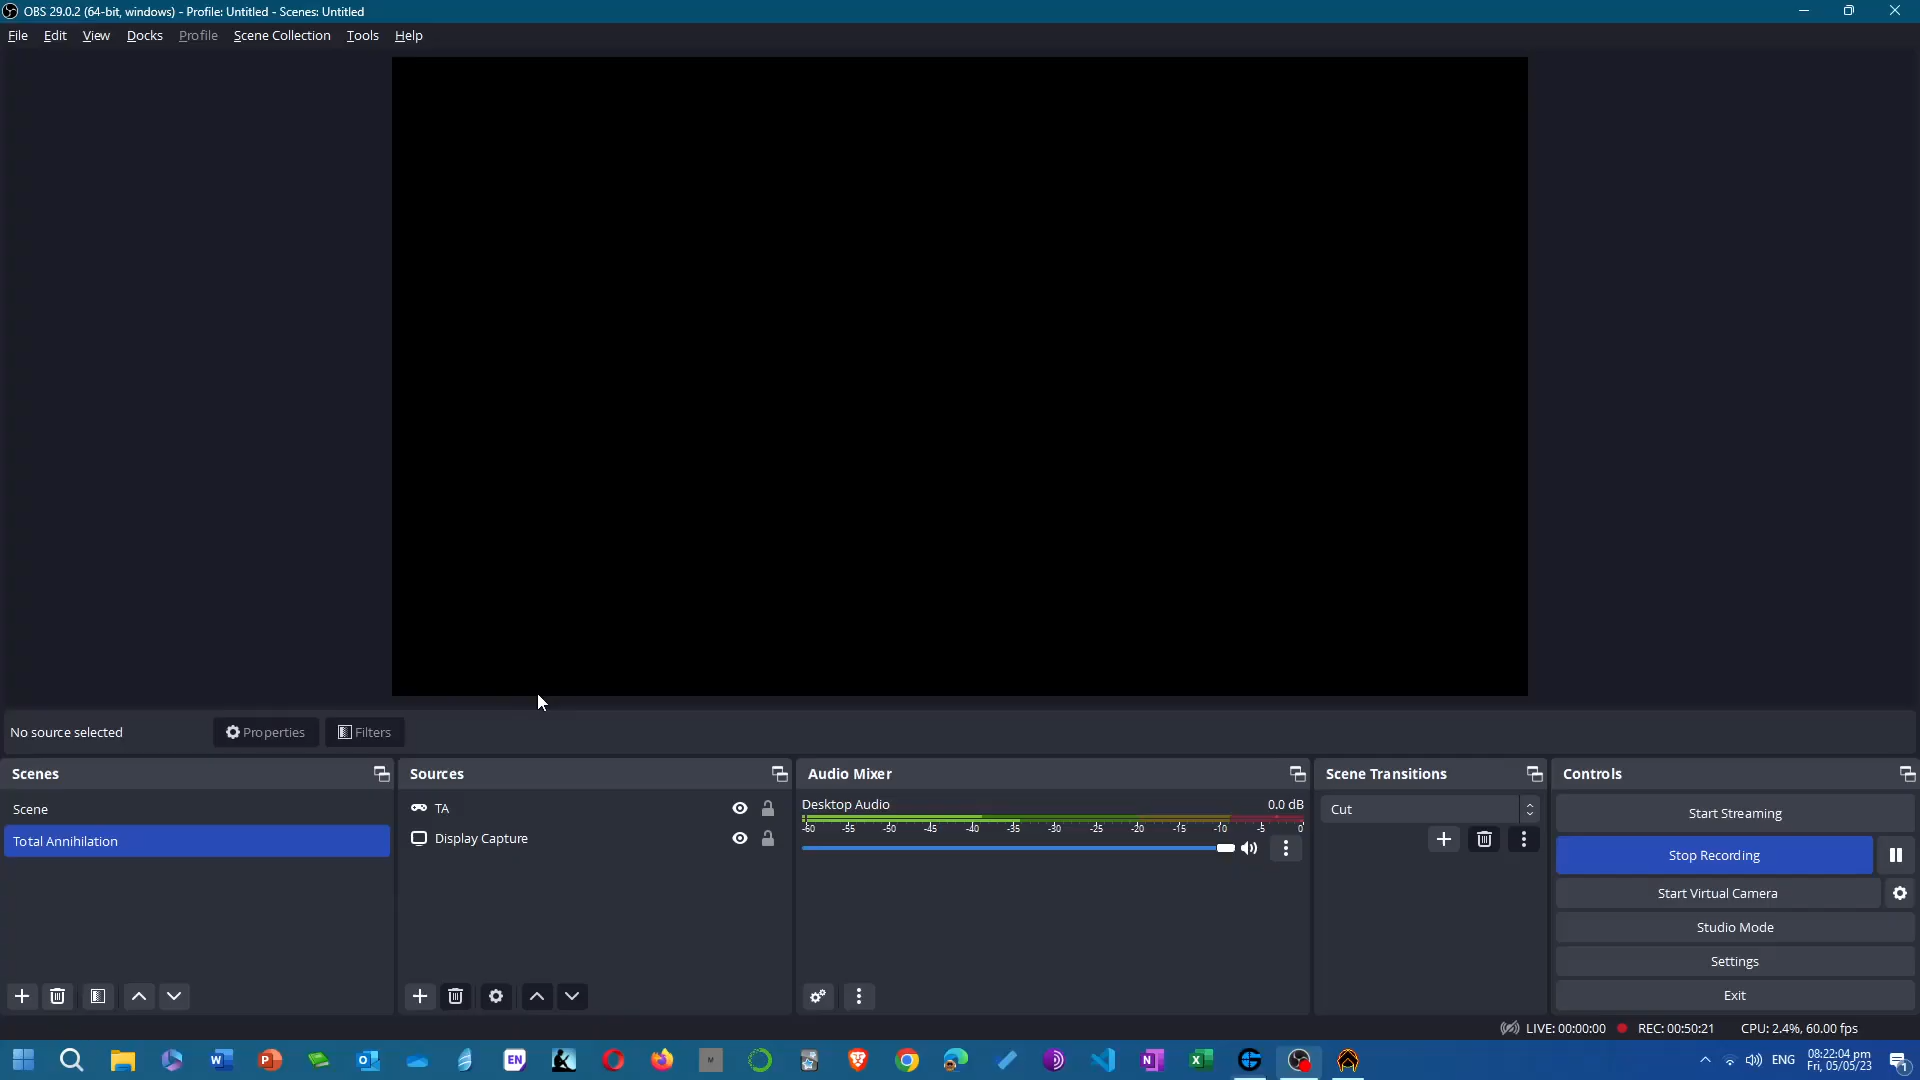 OBS 29.0.2 (64-bit, windows) - Profile: Untitled - Scenes: Untitled
File Edit View Docks Profile Scene Collection Tools Help
No source selected Properties Filters
Scenes
Scene
Total Annihilation
Sources
TA
Display Capture
Audio Mixer
Desktop Audio 0.0 dB
-60 -55 -50 -45 -40 -35 -30 -25 -20 -15 -10 -5 0
Scene Transitions
Cut
Controls
Start Streaming
Stop Recording
Start Virtual Camera
Studio Mode
Settings
Exit
LIVE: 00:00:00 REC: 00:50:21 CPU: 2.4%, 60.00 fps
W P EN M N ENG 08:22:04 pm
Fri, 05/05/23 1